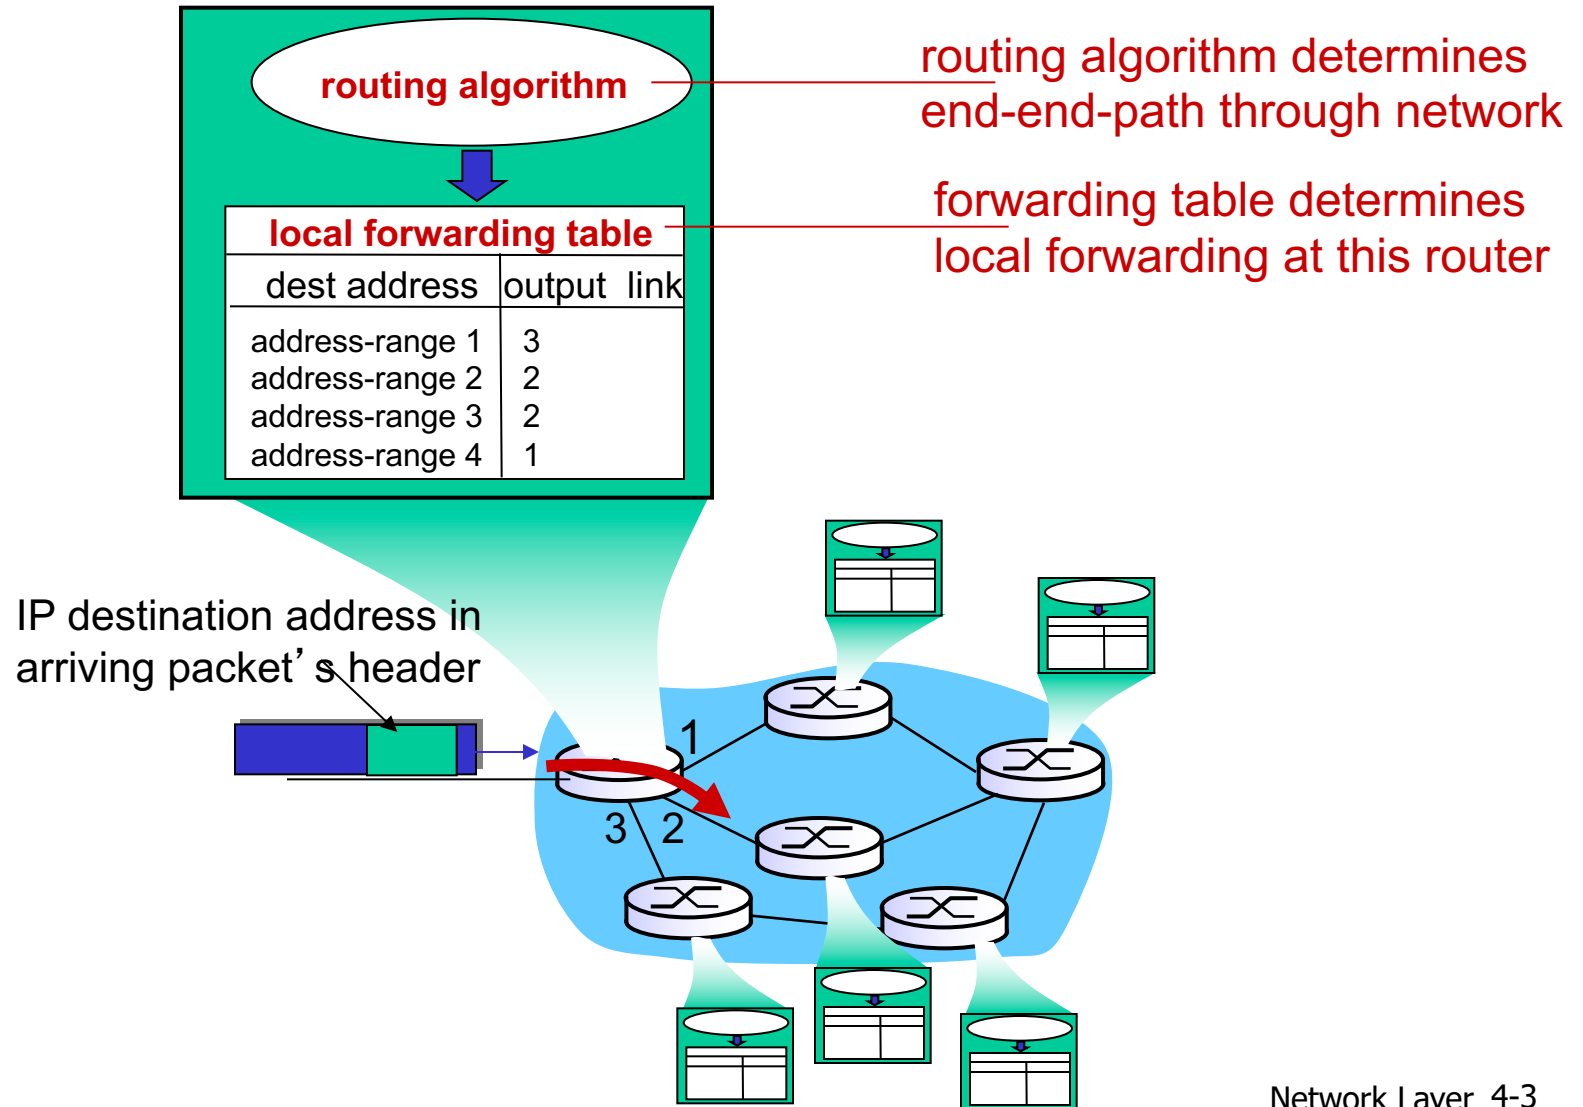 routing algorithm
routing algorithm determines
end-end-path through network
local forwarding table
forwarding table determines
local forwarding at this router
dest address output link
address-range 1 3
address-range 2 2
address-range 3 2
address-range 4 1
IP destination address in
arriving packet’s header
1
3 2
Network Layer 4-3